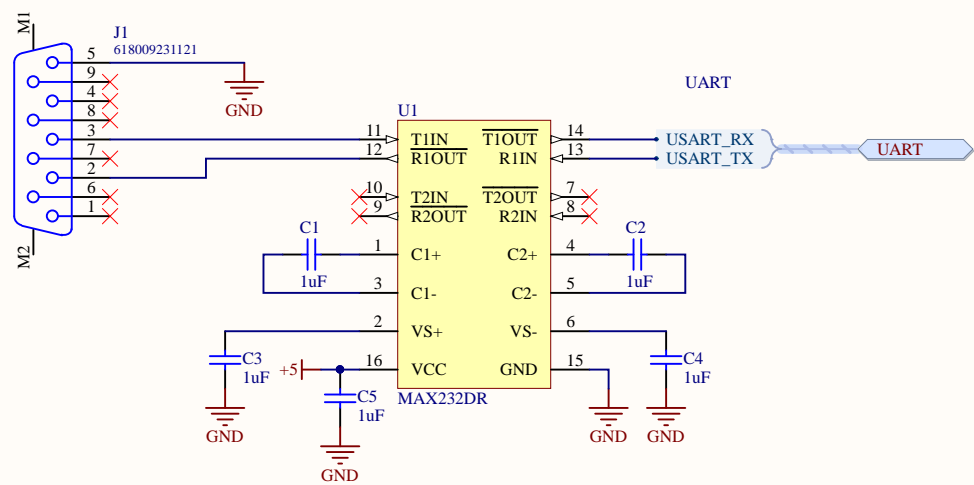 M1
J1
618009231121
5
9
4
8
3
7
2
6
1
M2
GND
UART
U1
11 T1IN T1OUT 14 USART_RX
12 R1OUT R1IN 13 USART_TX
UART
10 T2IN T2OUT 7
9 R2OUT R2IN 8
C1
1uF
1 C1+ C2+ 4
C2
1uF
3 C1- C2- 5
2 VS+ VS- 6
C3
1uF
GND
+5
16 VCC GND 15
C4
1uF
GND
GND
MAX232DR
C5
1uF
GND